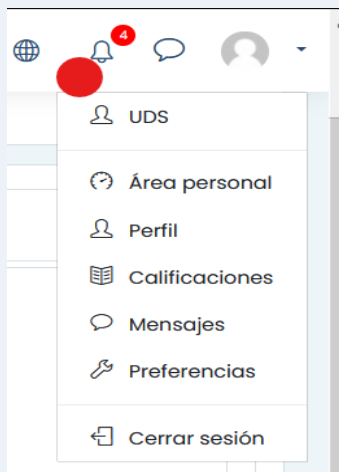 4
UDS
Área personal
Perfil
Calificaciones
Mensajes
Preferencias
Cerrar sesión